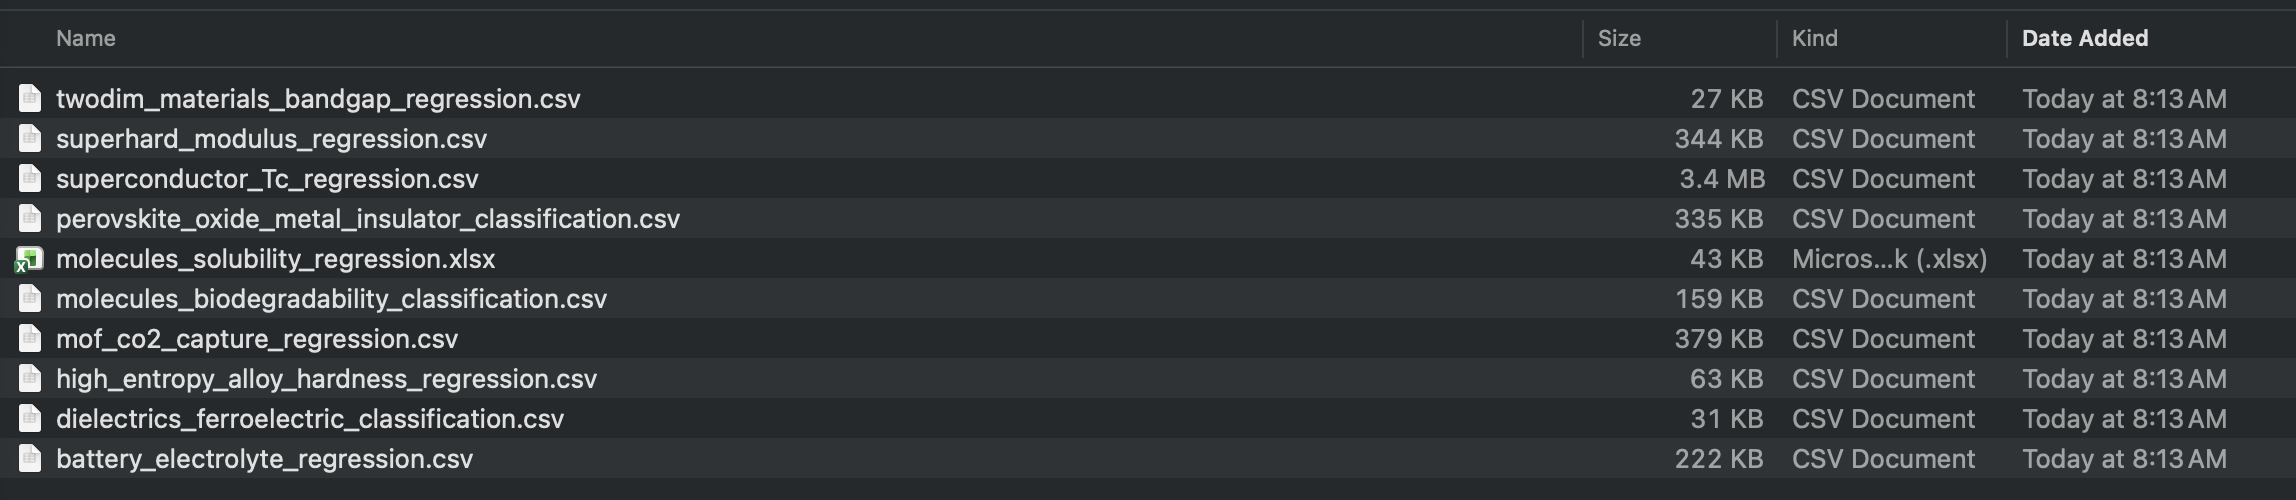 Name Size Kind Date Added
twodim_materials_bandgap_regression.csv 27 KB CSV Document Today at 8:13 AM
superhard_modulus_regression.csv 344 KB CSV Document Today at 8:13 AM
superconductor_Tc_regression.csv 3.4 MB CSV Document Today at 8:13 AM
perovskite_oxide_metal_insulator_classification.csv 335 KB CSV Document Today at 8:13 AM
molecules_solubility_regression.xlsx 43 KB Micros...k (.xlsx) Today at 8:13 AM
molecules_biodegradability_classification.csv 159 KB CSV Document Today at 8:13 AM
mof_co2_capture_regression.csv 379 KB CSV Document Today at 8:13 AM
high_entropy_alloy_hardness_regression.csv 63 KB CSV Document Today at 8:13 AM
dielectrics_ferroelectric_classification.csv 31 KB CSV Document Today at 8:13 AM
battery_electrolyte_regression.csv 222 KB CSV Document Today at 8:13 AM